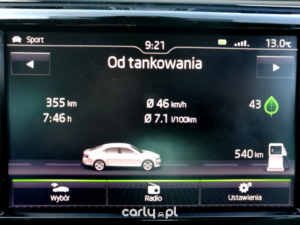 Sport
9:21
13.0°C
Od tankowania
355 km
Ø 46 km/h
43
7:46 h
Ø 7.1 l/100km
540 km
Wybór
Radio
Ustawienia
carly.pl